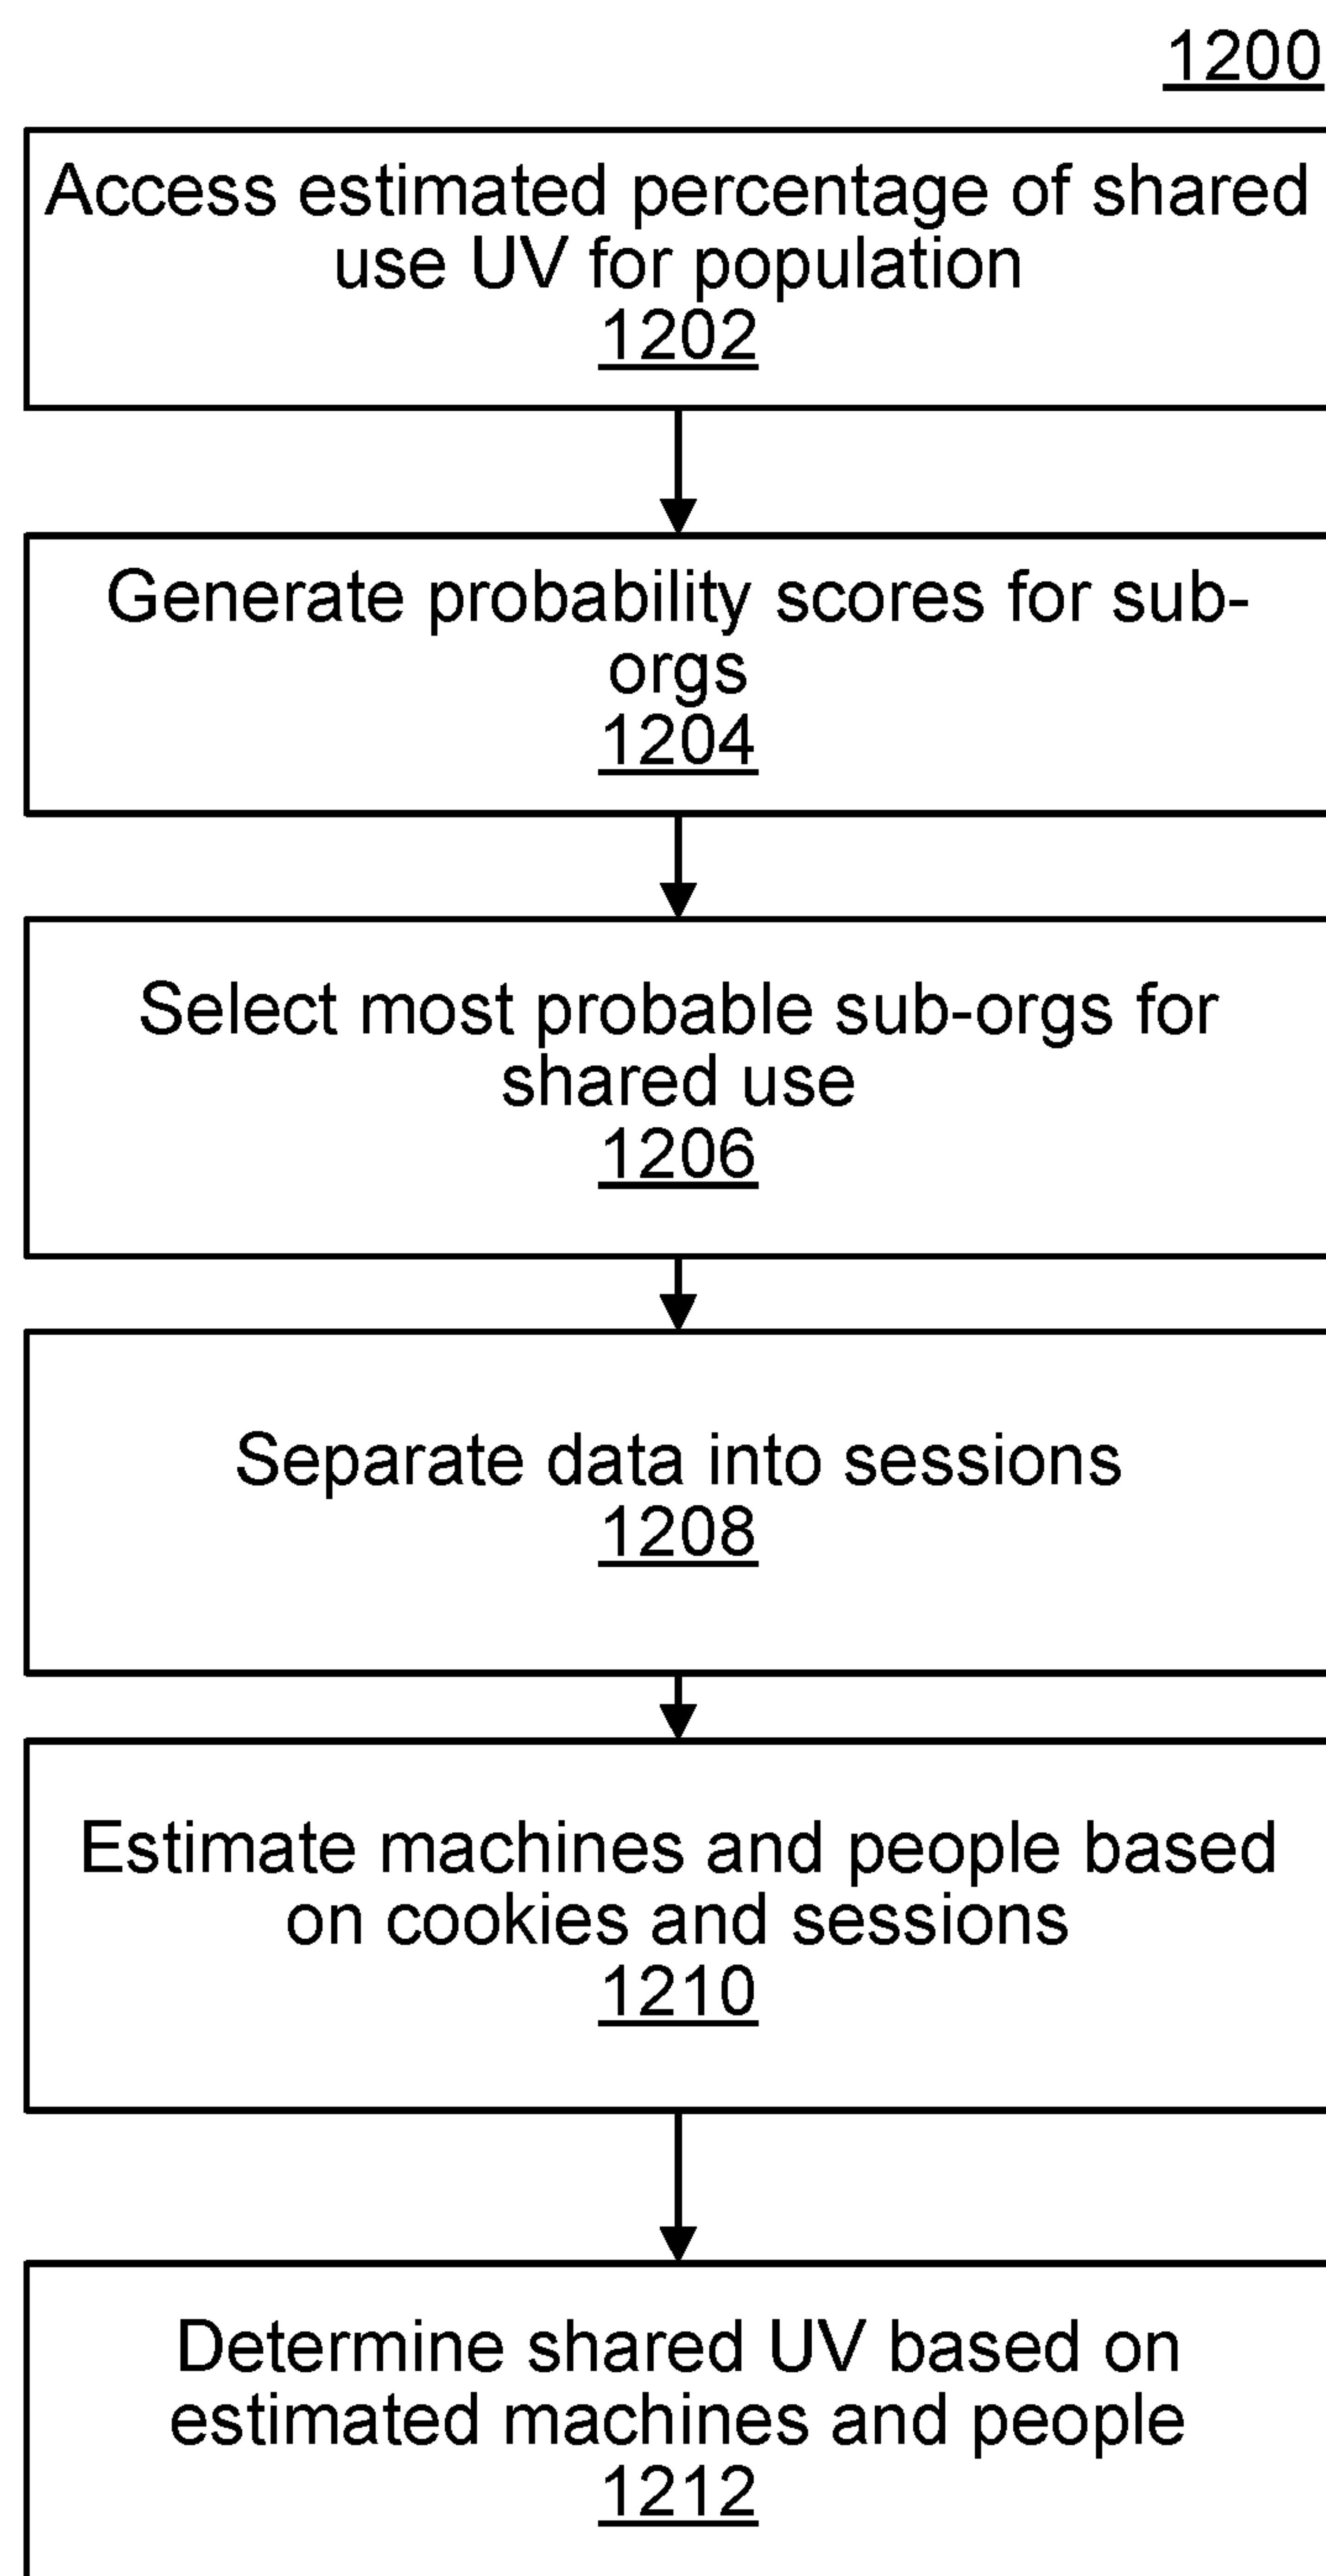 1200
Access estimated percentage of shared
use UV for population
1202
Generate probability scores for sub-
orgs
1204
Select most probable sub-orgs for
shared use
1206
Separate data into sessions
1208
Estimate machines and people based
on cookies and sessions
1210
Determine shared UV based on
estimated machines and people
1212